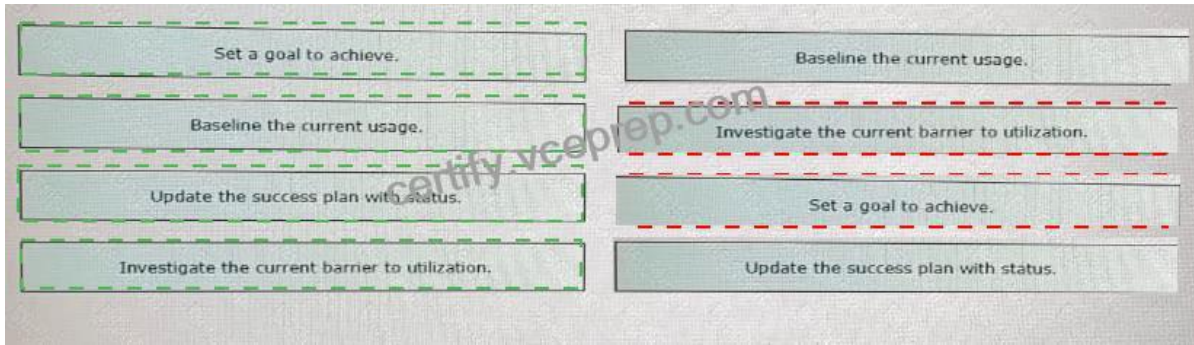 Set a goal to achieve.
Baseline the current usage.
Update the success plan with status.
Investigate the current barrier to utilization.
Baseline the current usage.
Investigate the current barrier to utilization.
Set a goal to achieve.
Update the success plan with status.
certify.vceprep.com